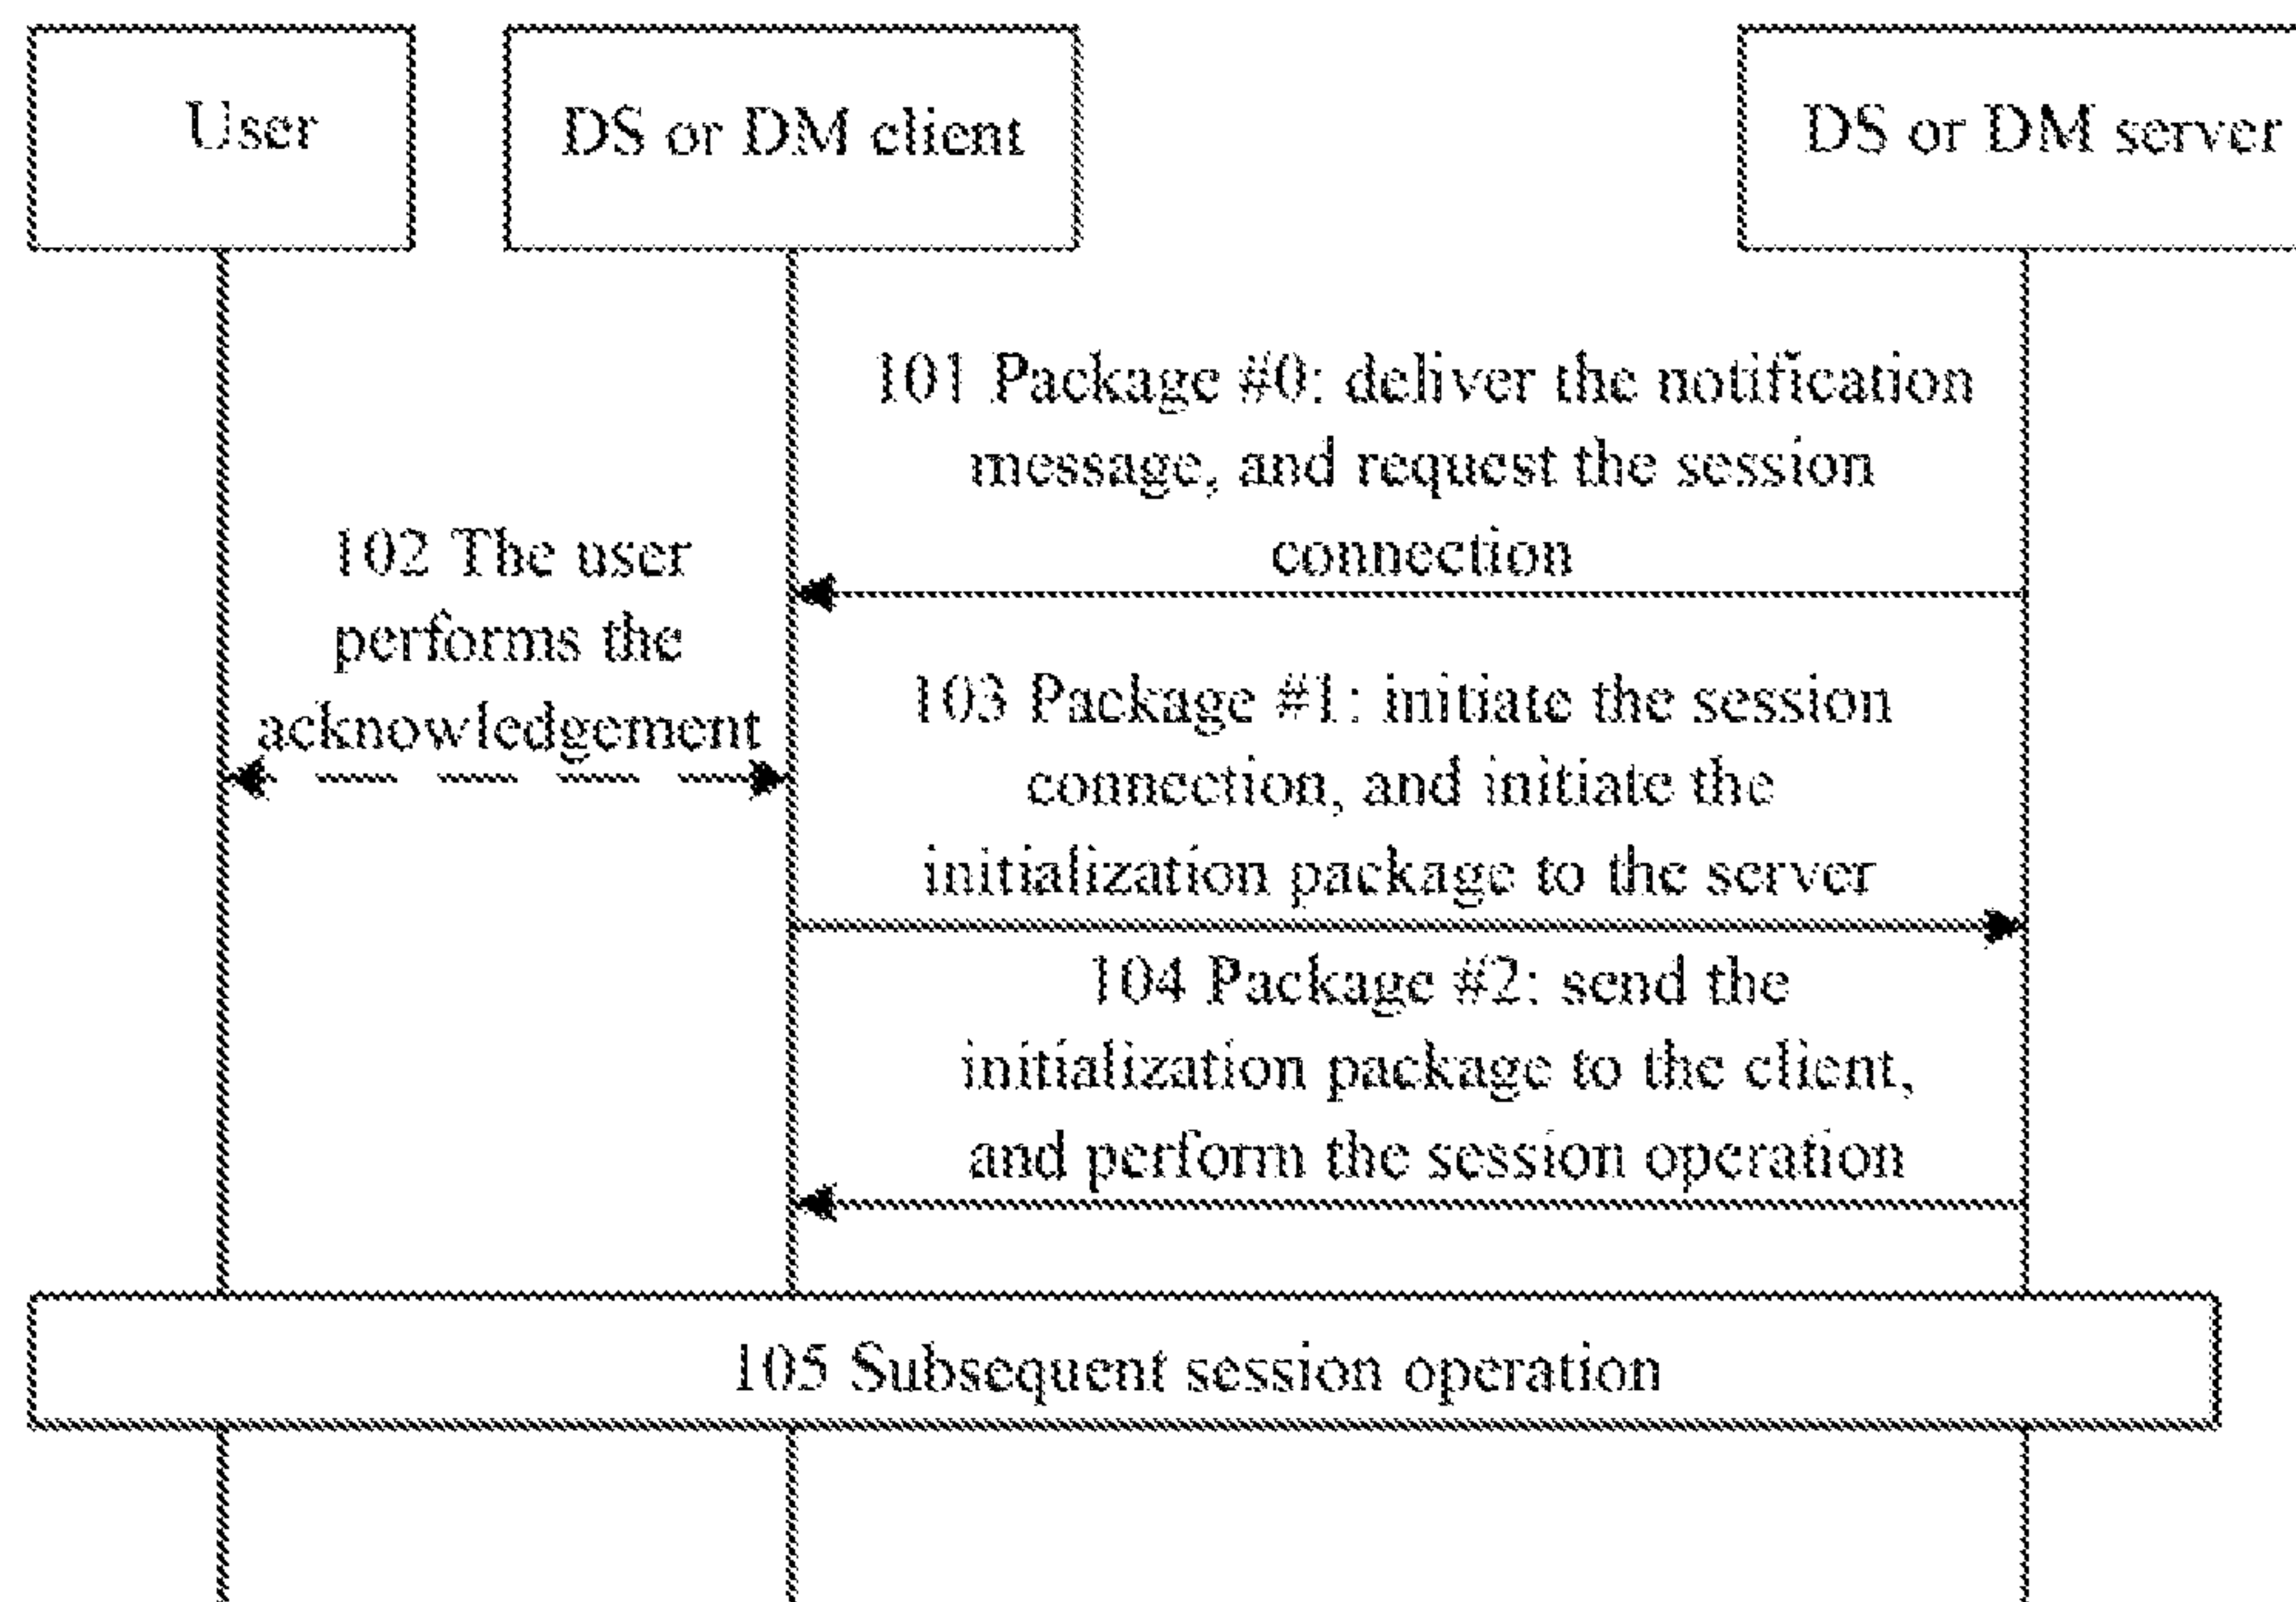 User
DS or DM client
DS or DM server
101 Package #0: deliver the notification
message, and request the session
connection
102 The user
performs the
acknowledgement
103 Package #1: initiate the session
connection, and initiate the
initialization package to the server
104 Package #2: send the
initialization package to the client,
and perform the session operation
105 Subsequent session operation